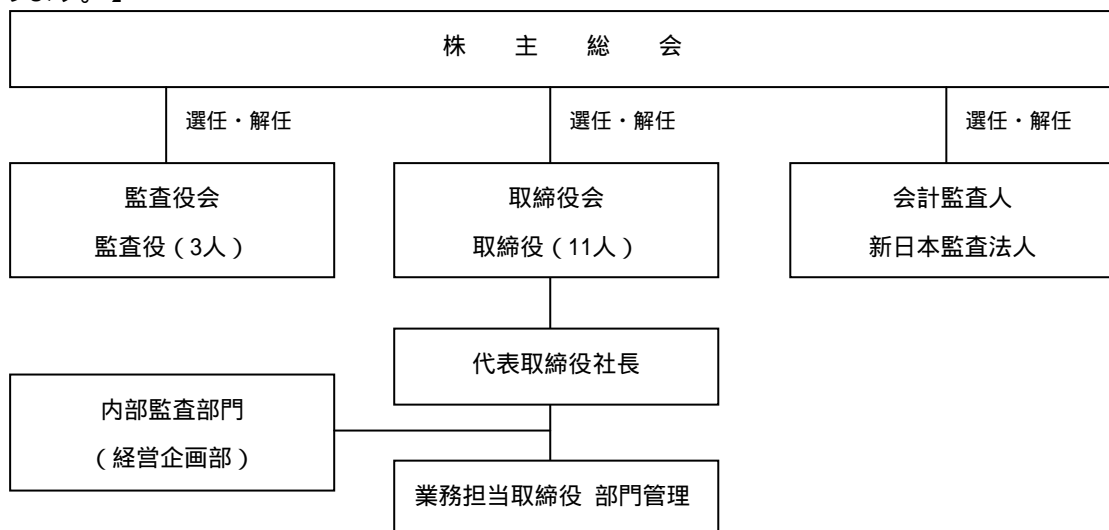 株 主 総 会
選任・解任
選任・解任
選任・解任
監査役会
監査役(3人)
取締役会
取締役(11人)
会計監査人
新日本監査法人
代表取締役社長
内部監査部門
(経営企画部)
業務担当取締役 部門管理